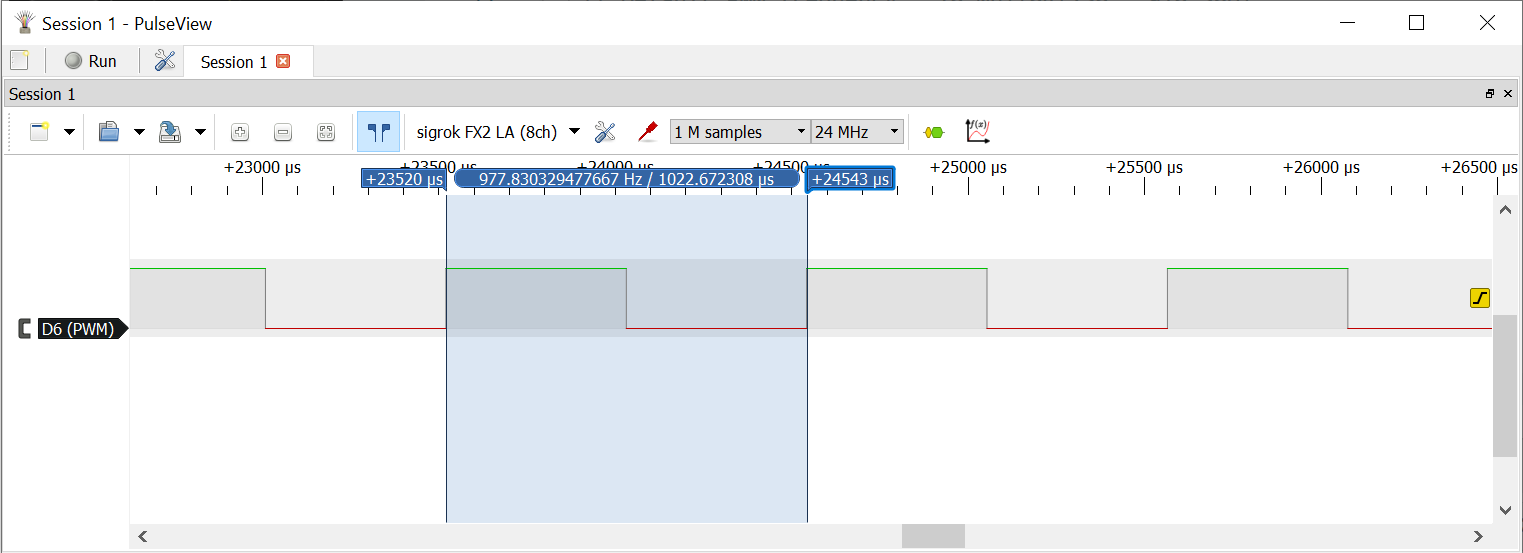 Session 1 - PulseView
Run
Session 1
Session 1
sigrok FX2 LA (8ch)
1 M samples
24 MHz
f(x)
+23000 µs +23500 µs +24000 µs +24500 µs +25000 µs +25500 µs +26000 µs +26500 µs
+23520 µs 977.830329477667 Hz / 1022.672308 µs +24543 µs
D6 (PWM)